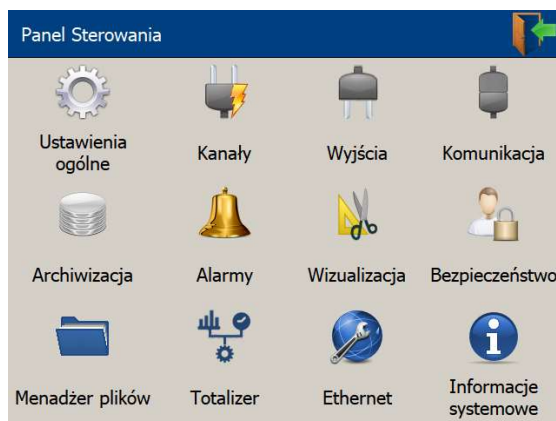 Panel Sterowania
Ustawienia
ogólne
Kanały
Wyjścia
Komunikacja
Archiwizacja
Alarmy
Wizualizacja
Bezpieczeństwo
Menadżer plików
Totalizer
Ethernet
Informacje
systemowe